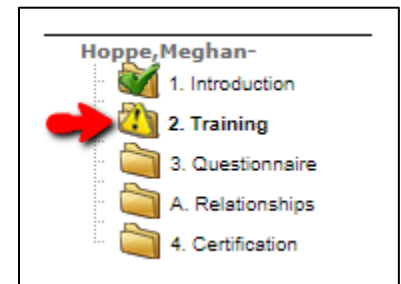 Hoppe,Meghan-
1. Introduction
2. Training
3. Questionnaire
A. Relationships
4. Certification